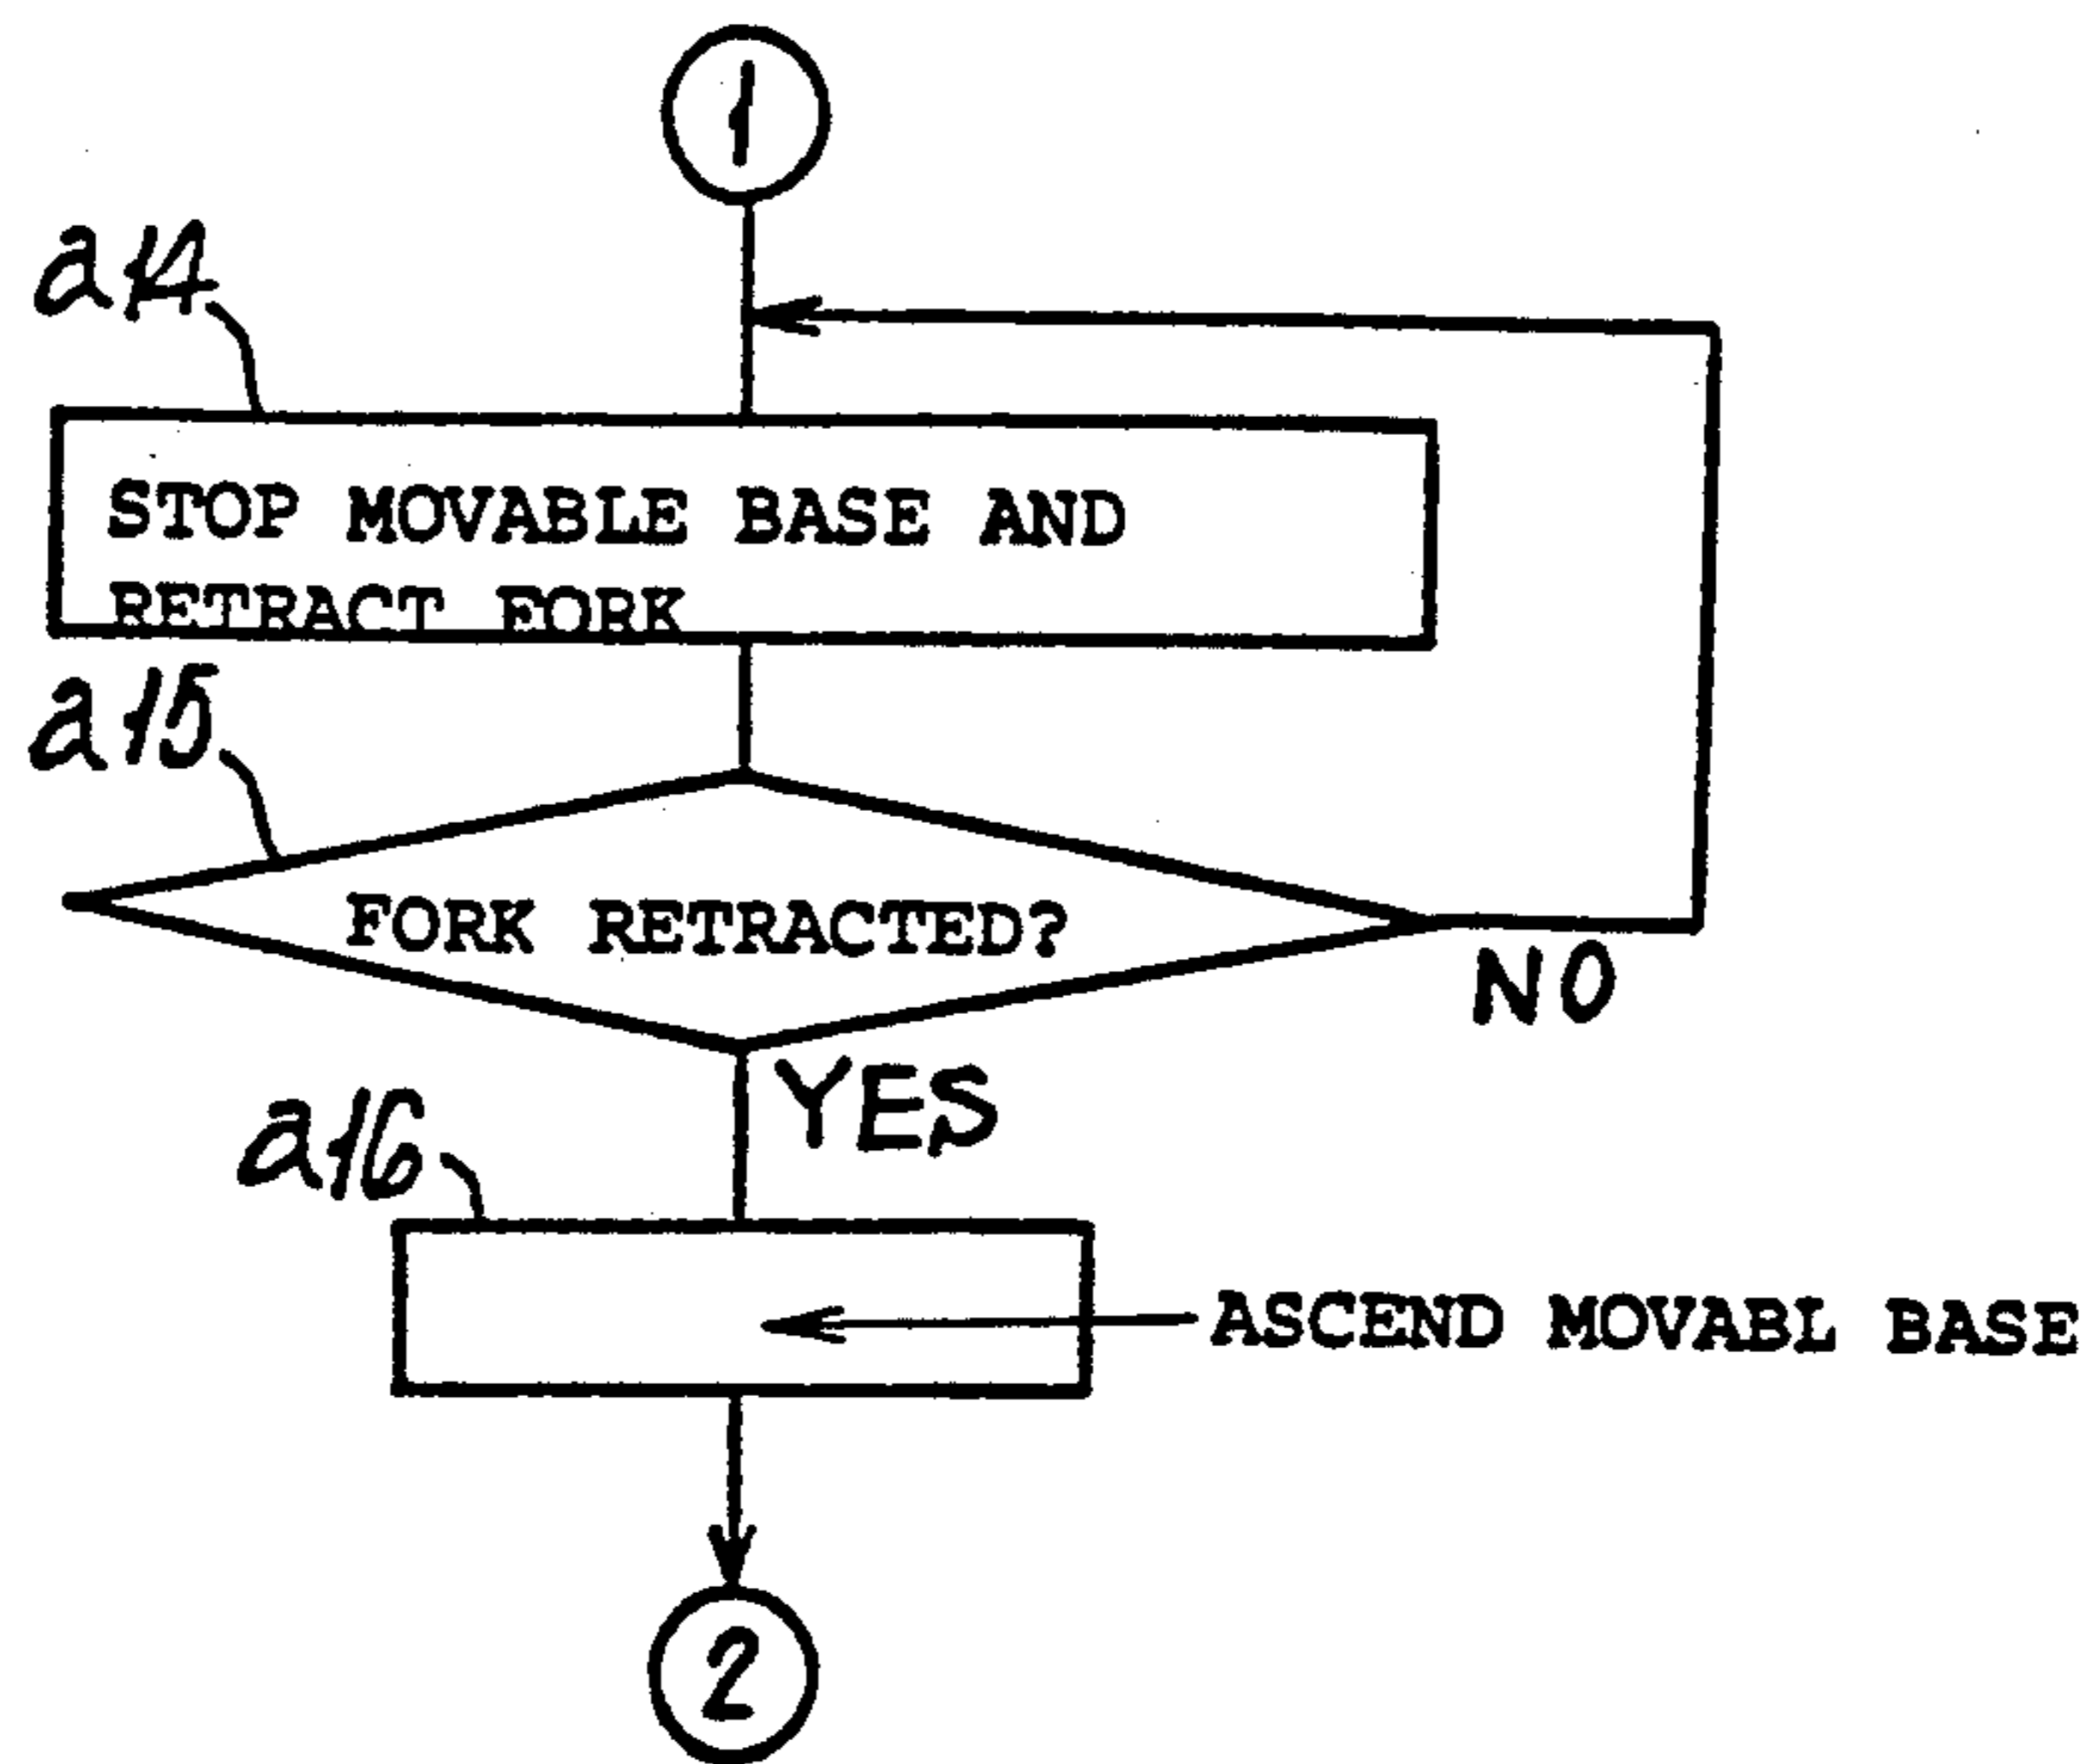 1
a14
STOP MOVABLE BASE AND
RETRACT FORK
a15
FORK RETRACTED?
NO
YES
a16
ASCEND MOVABL BASE
2